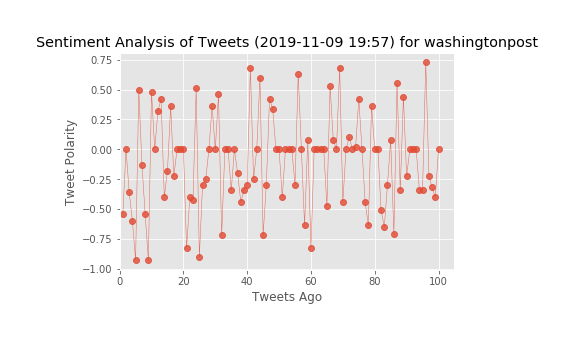 Sentiment Analysis of Tweets (2019-11-09 19:57) for washingtonpost
0.75
0.50
0.25
0.00
−0.25
−0.50
−0.75
−1.00
Tweet Polarity
0 20 40 60 80 100
Tweets Ago